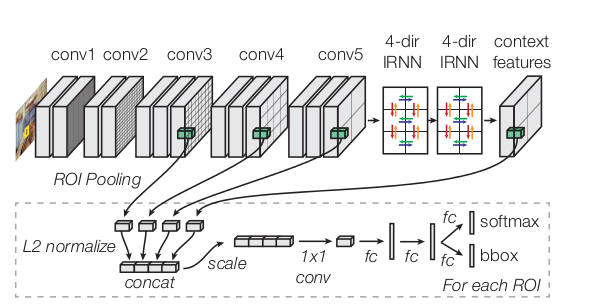 4-dir 4-dir context
conv1 conv2 conv3 conv4 conv5 IRNN IRNN features
ROI Pooling
L2 normalize
concat
scale
1x1
conv
fc
fc
fc
fc
softmax
bbox
For each ROI